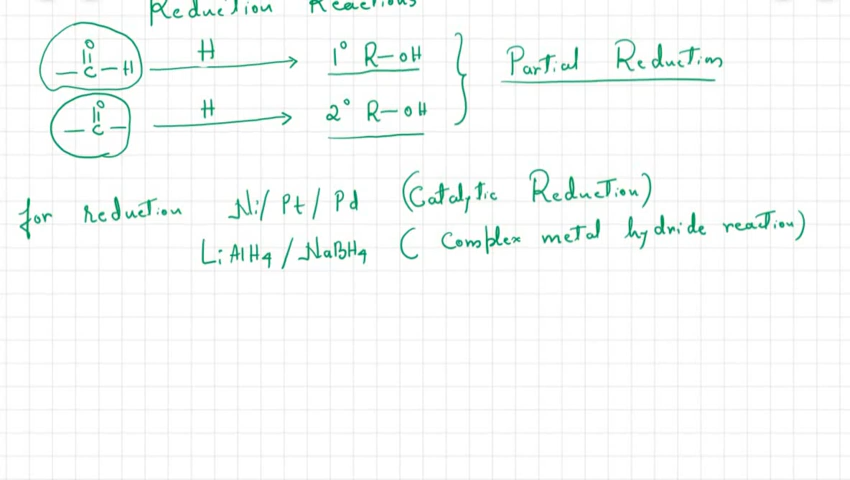 Reduction Reactions
O
–C–H H → 1° R–OH
O
–C– H → 2° R–OH } Partial Reduction
for reduction Ni/ Pt / Pd (Catalytic Reduction)
LiAlH4 / NaBH4 ( Complex metal hydride reaction)